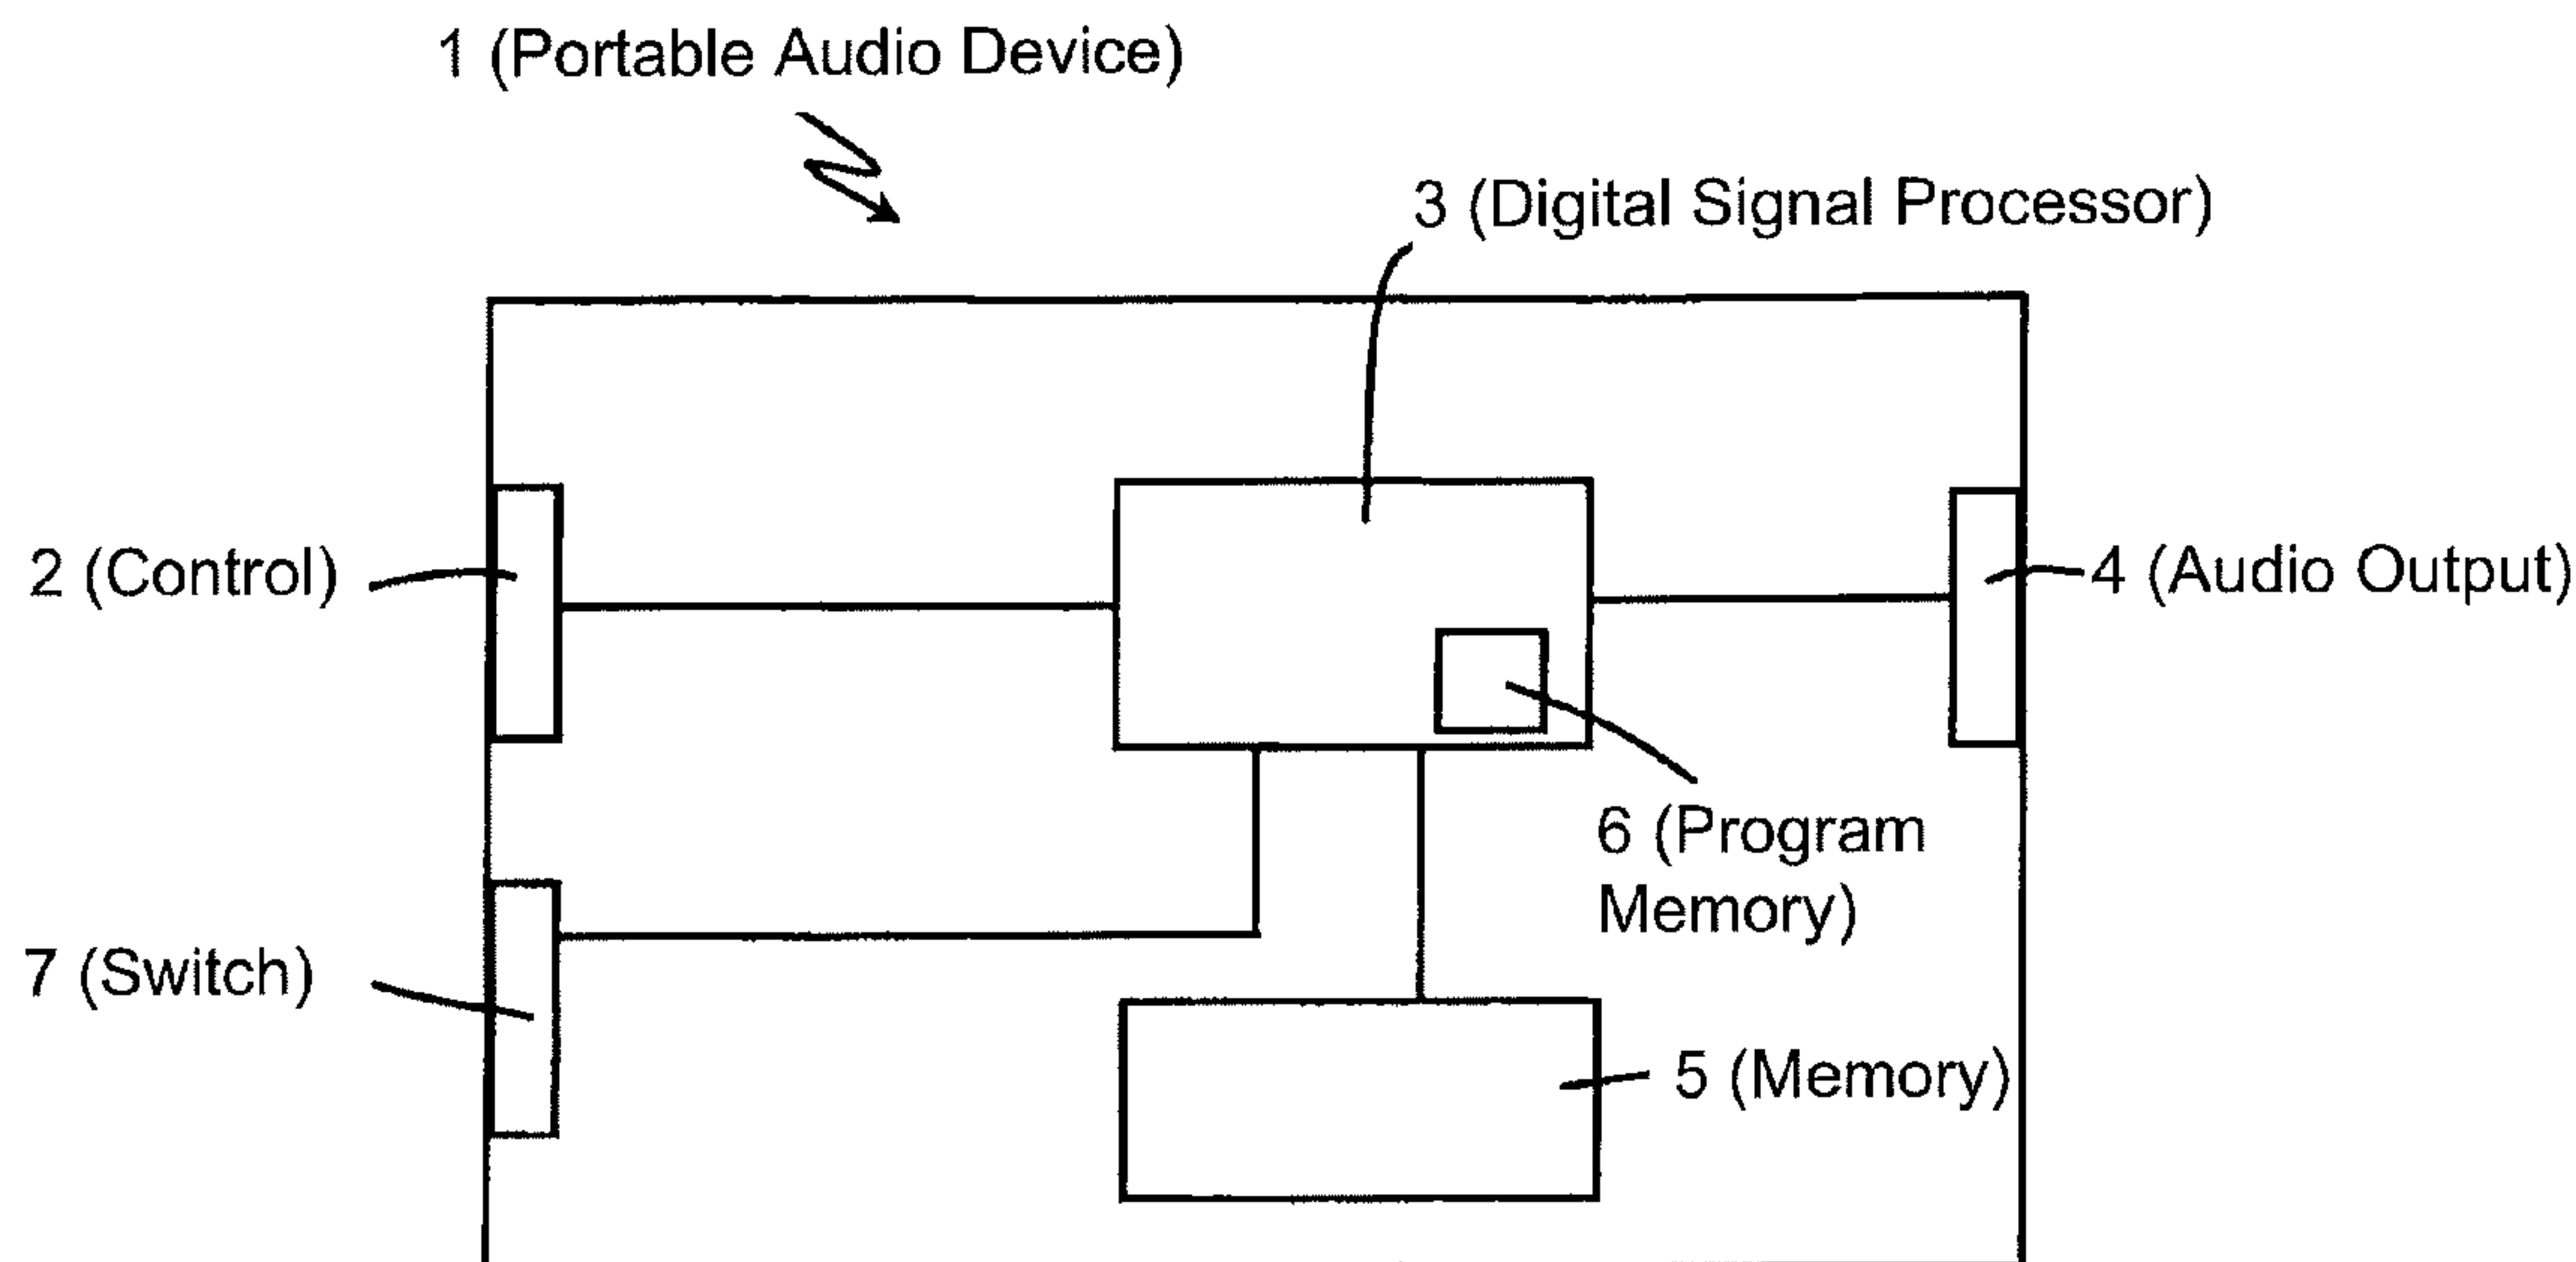 1 (Portable Audio Device)
3 (Digital Signal Processor)
2 (Control)
4 (Audio Output)
6 (Program
Memory)
7 (Switch)
5 (Memory)